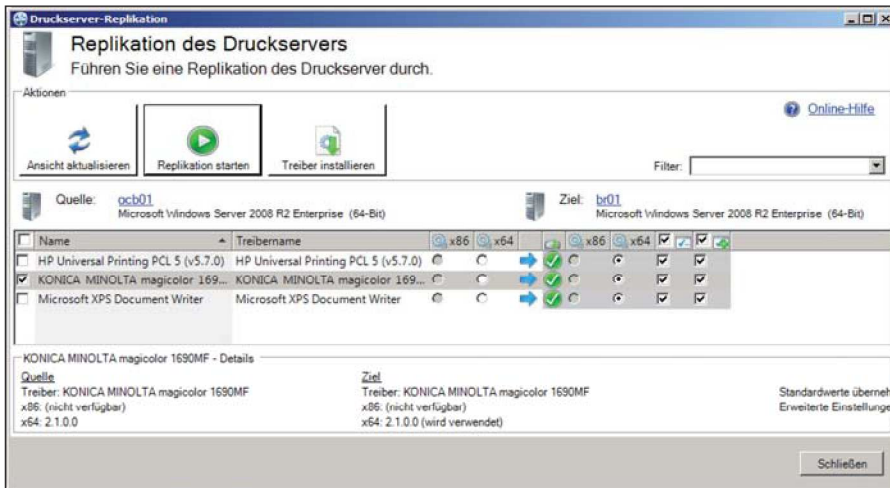 Druckserver-Replikation
Replikation des Druckservers
Führen Sie eine Replikation des Druckserver durch.
Aktionen
Online-Hilfe
Ansicht aktualisieren Replikation starten Treiber installieren
Filter:
Quelle: ocb01 Ziel: br01
Microsoft Windows Server 2008 R2 Enterprise (64-Bit) Microsoft Windows Server 2008 R2 Enterprise (64-Bit)
Name Treibername x86 x64 x86 x64
HP Universal Printing PCL 5 (v5.7.0) HP Universal Printing PCL 5 (v5.7.0)
KONICA MINOLTA magicolor 169... KONICA MINOLTA magicolor 169...
Microsoft XPS Document Writer Microsoft XPS Document Writer
KONICA MINOLTA magicolor 1690MF - Details
Quelle Ziel
Treiber: KONICA MINOLTA magicolor 1690MF Treiber: KONICA MINOLTA magicolor 1690MF Standardwerte überneh
x86: (nicht verfügbar) x86: (nicht verfügbar) Erweiterte Einstellunge
x64: 2.1.0.0 x64: 2.1.0.0 (wird verwendet)
Schließen